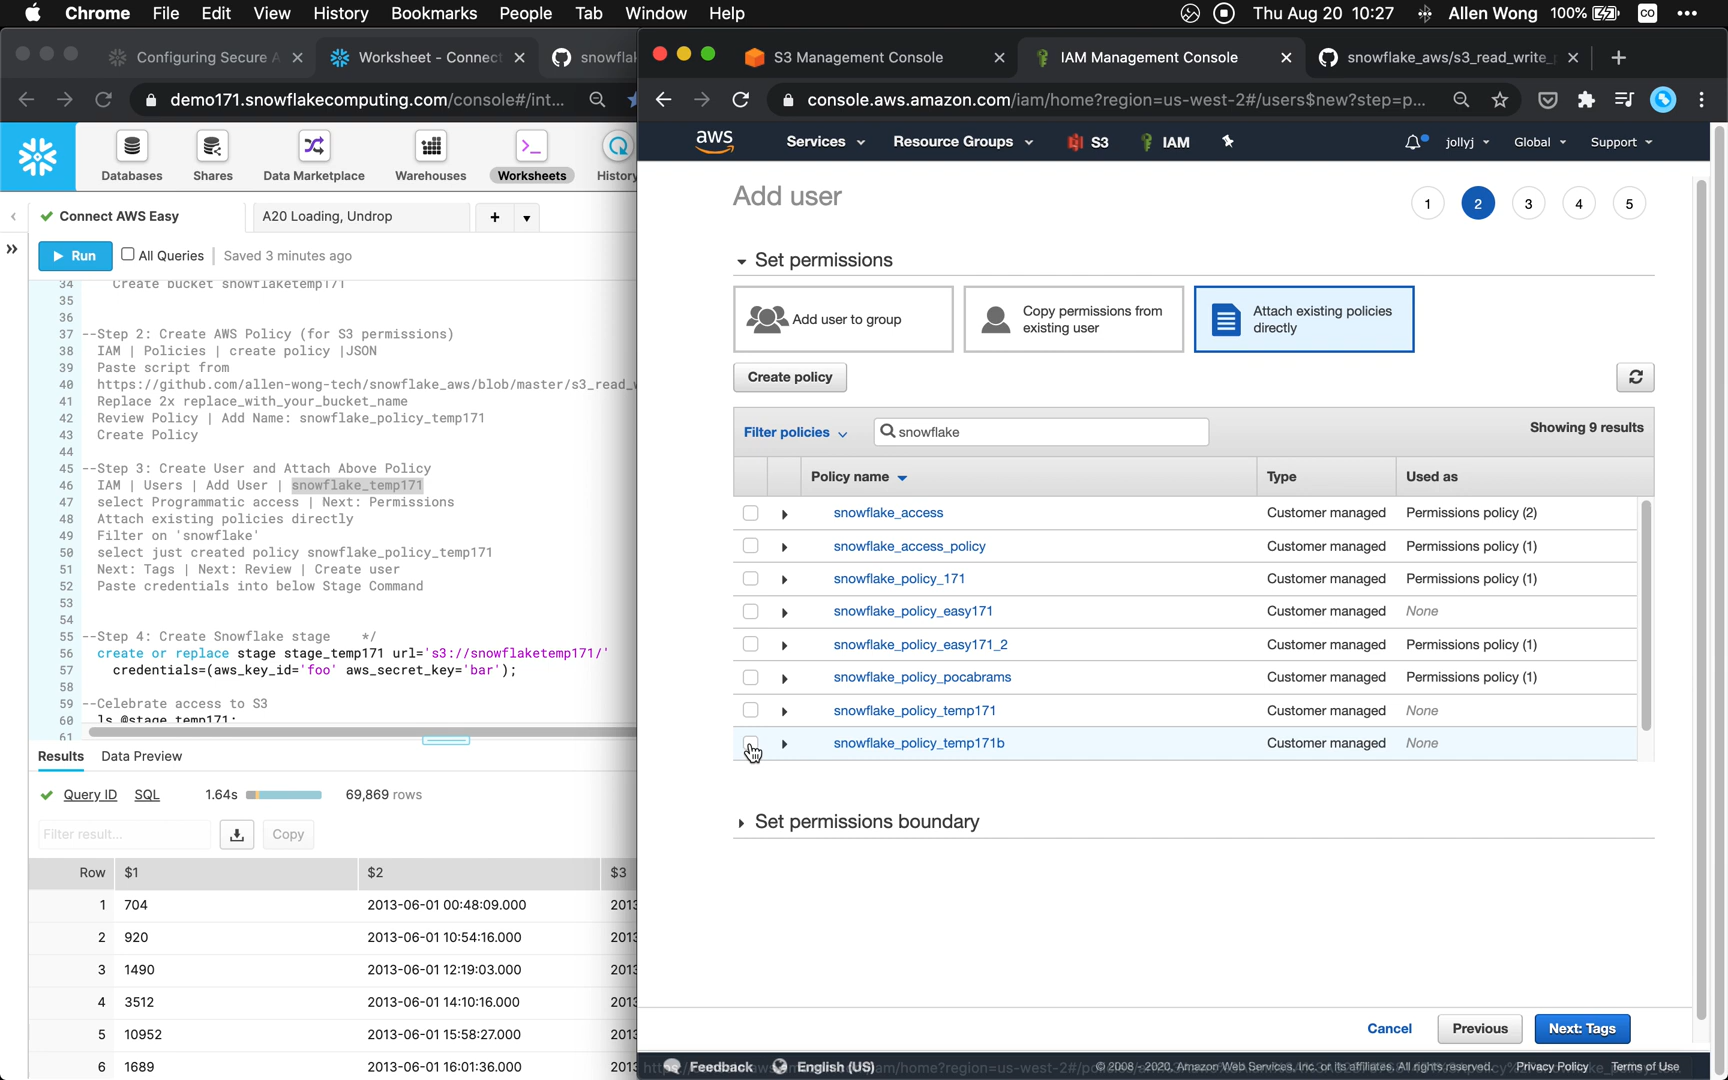 Chrome File Edit View History Bookmarks People Tab Window Help
Thu Aug 20 10:27 Allen Wong 100% CO
Configuring Secure A
Worksheet - Connect
snowflak
demo171.snowflakecomputing.com/console#/int...
Databases
Shares
Data Marketplace
Warehouses
Worksheets
History
Connect AWS Easy
A20 Loading, Undrop
Run
All Queries
Saved 3 minutes ago
34 Create bucket snowflaketemp171
35
36
37 --Step 2: Create AWS Policy (for S3 permissions)
38 IAM | Policies | create policy |JSON
39 Paste script from
40 https://github.com/allen-wong-tech/snowflake_aws/blob/master/s3_read_w
41 Replace 2x replace_with_your_bucket_name
42 Review Policy | Add Name: snowflake_policy_temp171
43 Create Policy
44
45 --Step 3: Create User and Attach Above Policy
46 IAM | Users | Add User | snowflake_temp171
47 select Programmatic access | Next: Permissions
48 Attach existing policies directly
49 Filter on 'snowflake'
50 select just created policy snowflake_policy_temp171
51 Next: Tags | Next: Review | Create user
52 Paste credentials into below Stage Command
53
54
55 --Step 4: Create Snowflake stage */
56 create or replace stage stage_temp171 url='s3://snowflaketemp171/'
57 credentials=(aws_key_id='foo' aws_secret_key='bar');
58
59 --Celebrate access to S3
60 ls @stage_temp171;
61
Results Data Preview
Query ID SQL 1.64s 69,869 rows
Filter result...
Copy
Row $1 $2 $3
1 704 2013-06-01 00:48:09.000 2013
2 920 2013-06-01 10:54:16.000 2013
3 1490 2013-06-01 12:19:03.000 2013
4 3512 2013-06-01 14:10:16.000 2013
5 10952 2013-06-01 15:58:27.000 2013
6 1689 2013-06-01 16:01:36.000 2013
S3 Management Console
IAM Management Console
snowflake_aws/s3_read_write_
console.aws.amazon.com/iam/home?region=us-west-2#/users$new?step=p...
aws Services Resource Groups S3 IAM jollyj Global Support
Add user
1 2 3 4 5
Set permissions
Add user to group
Copy permissions from
existing user
Attach existing policies
directly
Create policy
Filter policies
snowflake
Showing 9 results
Policy name Type Used as
snowflake_access Customer managed Permissions policy (2)
snowflake_access_policy Customer managed Permissions policy (1)
snowflake_policy_171 Customer managed Permissions policy (1)
snowflake_policy_easy171 Customer managed None
snowflake_policy_easy171_2 Customer managed Permissions policy (1)
snowflake_policy_pocabrams Customer managed Permissions policy (1)
snowflake_policy_temp171 Customer managed None
snowflake_policy_temp171b Customer managed None
Set permissions boundary
Cancel Previous Next: Tags
Feedback English (US) © 2008 - 2020, Amazon Web Services, Inc. or its affiliates. All rights reserved. Privacy Policy Terms of Use